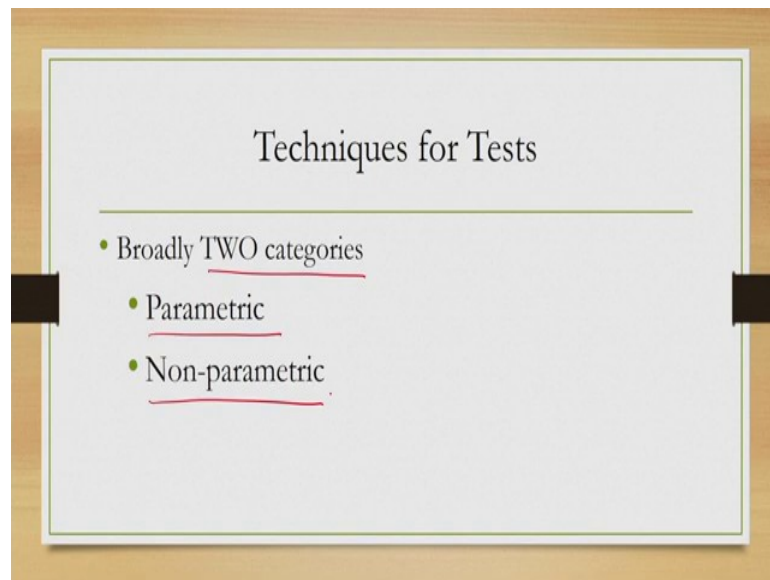 Techniques for Tests
• Broadly TWO categories
• Parametric
• Non-parametric